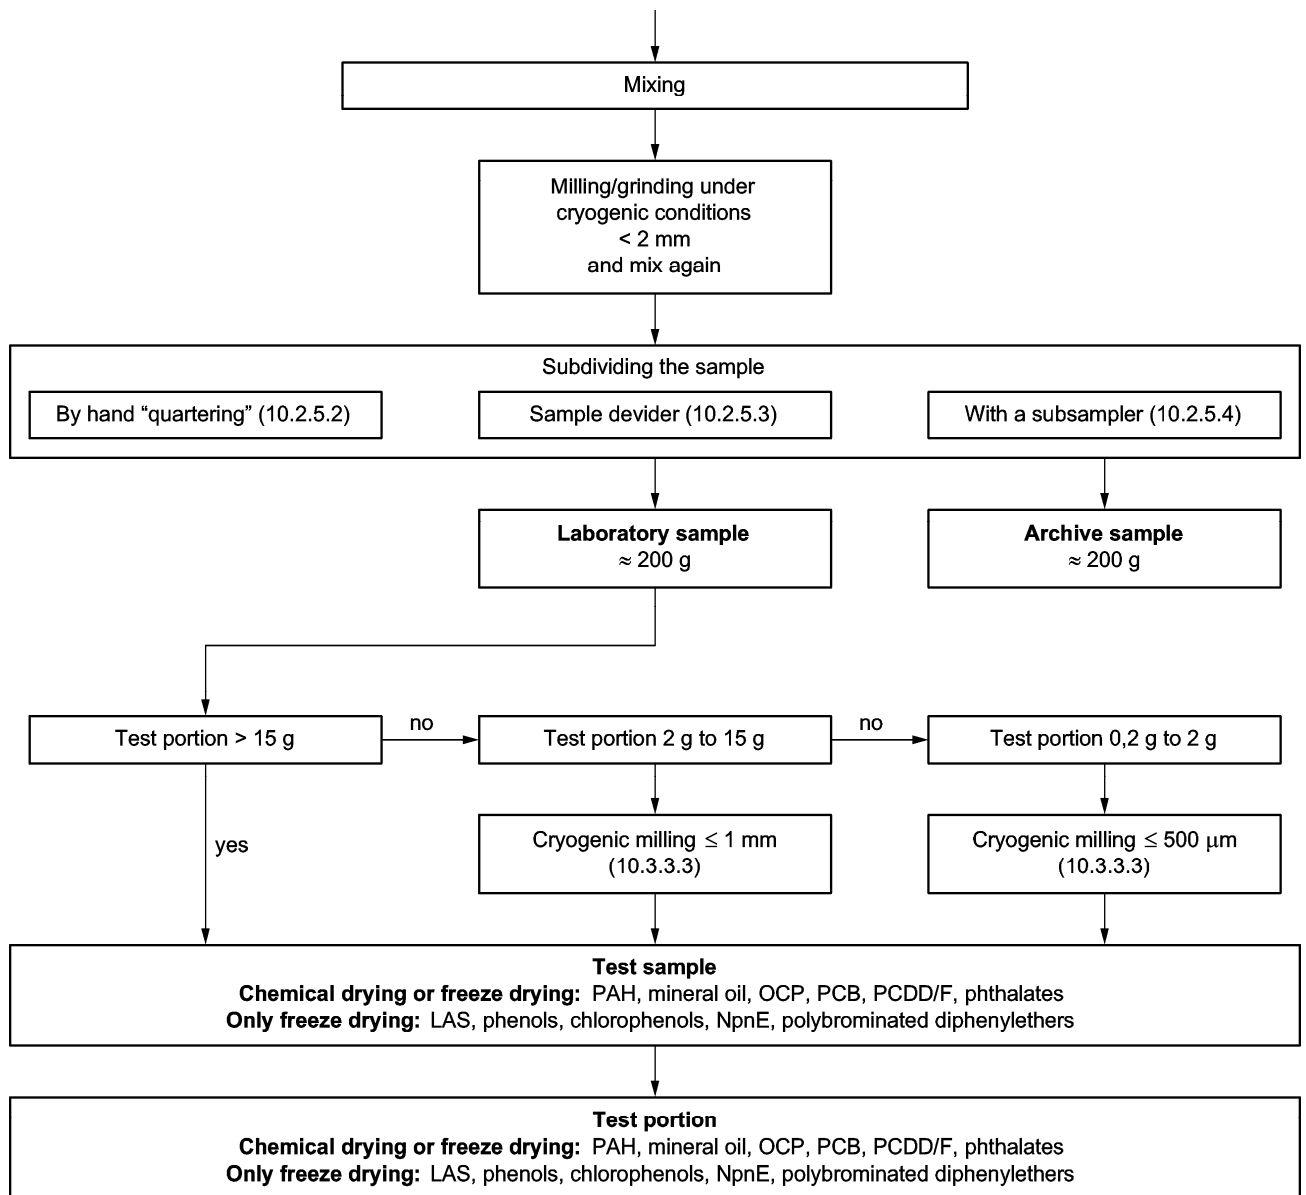 Mixing
Milling/grinding under
cryogenic conditions
< 2 mm
and mix again
Subdividing the sample
By hand “quartering” (10.2.5.2)
Sample devider (10.2.5.3)
With a subsampler (10.2.5.4)
Laboratory sample
≈ 200 g
Archive sample
≈ 200 g
Test portion > 15 g
no
Test portion 2 g to 15 g
no
Test portion 0,2 g to 2 g
yes
Cryogenic milling ≤ 1 mm
(10.3.3.3)
Cryogenic milling ≤ 500 μm
(10.3.3.3)
Test sample
Chemical drying or freeze drying: PAH, mineral oil, OCP, PCB, PCDD/F, phthalates
Only freeze drying: LAS, phenols, chlorophenols, NpnE, polybrominated diphenylethers
Test portion
Chemical drying or freeze drying: PAH, mineral oil, OCP, PCB, PCDD/F, phthalates
Only freeze drying: LAS, phenols, chlorophenols, NpnE, polybrominated diphenylethers